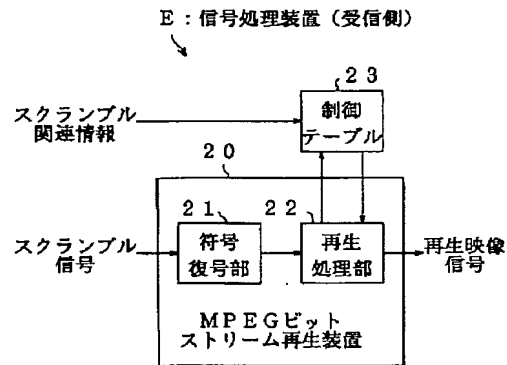 E：信号処理装置（受信側）
23
スクランブル
関連情報
制御
テーブル
20
21
22
スクランブル
信号
符号
復号部
再生
処理部
再生映像
信号
MPEGビット
ストリーム再生装置